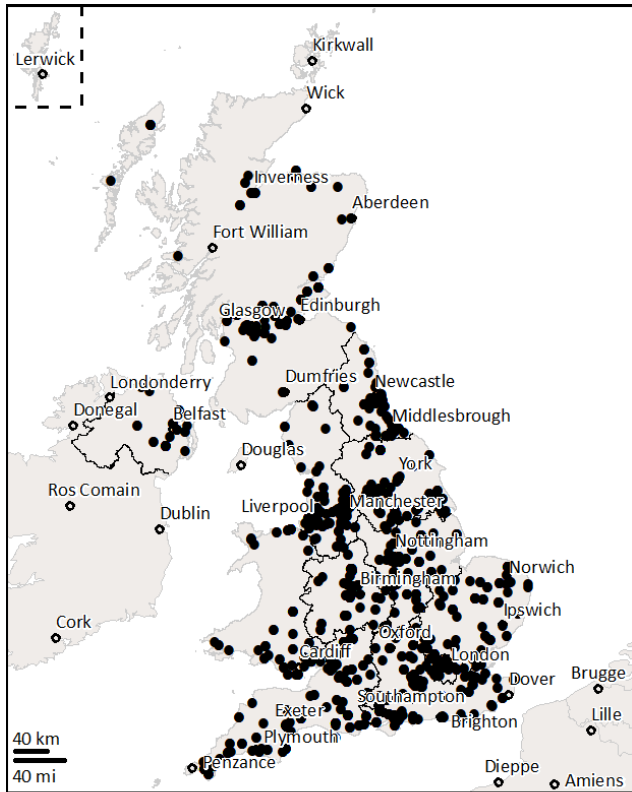 Kirkwall
Lerwick
Wick
Inverness
Aberdeen
Fort William
Glasgow
Edinburgh
Londonderry
Dumfries
Newcastle
Donegal
Belfast
Middlesbrough
Douglas
York
Ros Comain
Liverpool
Manchester
Dublin
Nottingham
Birmingham
Norwich
Ipswich
Cork
Oxford
Cardiff
London
Dover
Brugge
Southampton
Exeter
Brighton
Lille
Plymouth
40 km
Penzance
40 mi
Dieppe
Amiens